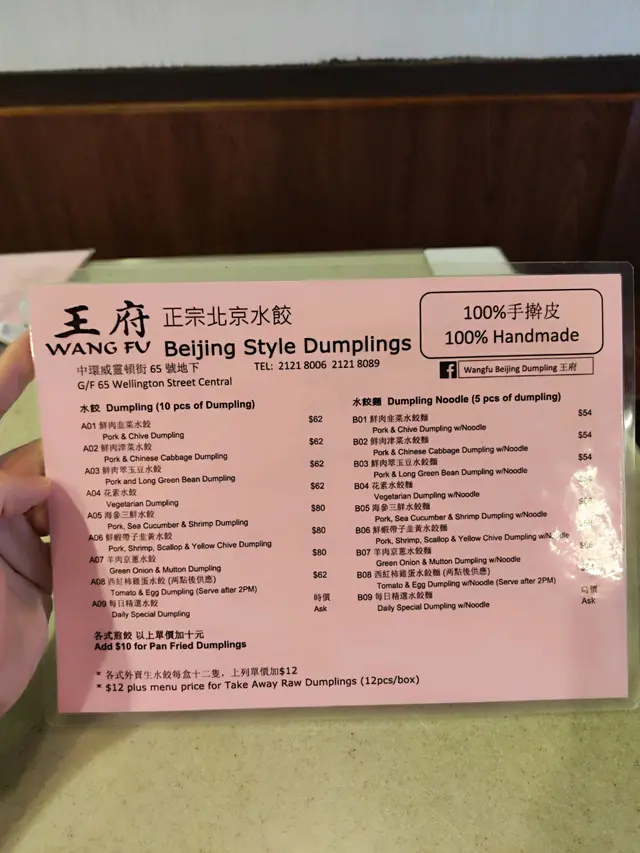 王府 正宗北京水餃
WANG FU Beijing Style Dumplings
100%手擀皮
100% Handmade
中環威靈頓街 65 號地下
TEL: 2121 8006 2121 8089
G/F 65 Wellington Street Central
f Wangfu Beijing Dumpling 王府
水餃 Dumpling (10 pcs of Dumpling)
A01 鮮肉韭菜水餃 $62
Pork & Chive Dumpling
A02 鮮肉津菜水餃 $62
Pork & Chinese Cabbage Dumpling
A03 鮮肉翠玉豆水餃 $62
Pork and Long Green Bean Dumpling
A04 花素水餃 $62
Vegetarian Dumpling
A05 海參三鮮水餃 $80
Pork, Sea Cucumber & Shrimp Dumpling
A06 鮮蝦帶子韭黃水餃 $80
Pork, Shrimp, Scallop & Yellow Chive Dumpling
A07 羊肉京蔥水餃 $80
Green Onion & Mutton Dumpling
A08 西紅柿雞蛋水餃 (两點後供應) $62
Tomato & Egg Dumpling (Serve after 2PM)
A09 每日精選水餃 時價
Daily Special Dumpling Ask
各式煎餃 以上單價加十元
Add $10 for Pan Fried Dumplings
水餃麵 Dumpling Noodle (5 pcs of dumpling)
B01 鮮肉韭菜水餃麵 $54
Pork & Chive Dumpling w/Noodle
B02 鮮肉津菜水餃麵 $54
Pork & Chinese Cabbage Dumpling w/Noodle
B03 鮮肉翠玉豆水餃麵 $54
Pork & Long Green Bean Dumpling w/Noodle
B04 花素水餃麵
Vegetarian Dumpling w/Noodle
B05 海參三鮮水餃麵
Pork, Sea Cucumber & Shrimp Dumpling w/Noodle
B06 鮮蝦帶子韭黃水餃麵
Pork, Shrimp, Scallop & Yellow Chive Dumpling w/Noodle
B07 羊肉京蔥水餃麵
Green Onion & Mutton Dumpling w/Noodle
B08 西紅柿雞蛋水餃麵 (两點後供應)
Tomato & Egg Dumpling w/Noodle (Serve after 2PM)
B09 每日精選水餃麵 時價
Daily Special Dumpling w/Noodle Ask
* 各式外賣生水餃每盒十二隻，上列單價加$12
* $12 plus menu price for Take Away Raw Dumplings (12pcs/box)